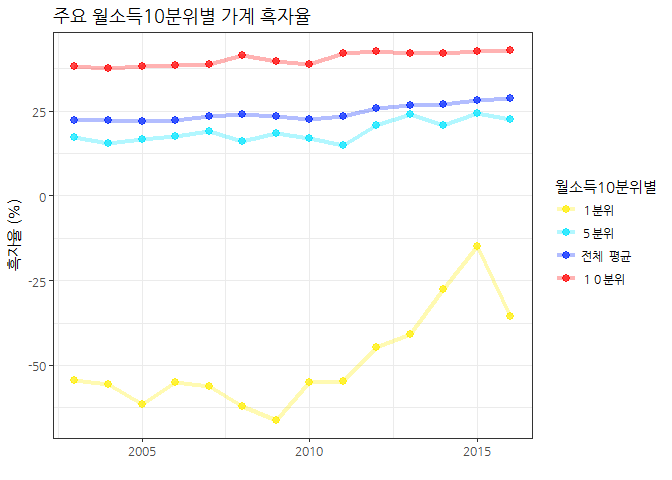 주요 월소득10분위별 가계 흑자율
흑자율 (%)
25
0
-25
-50
2005
2010
2015
월소득10분위별
1분위
5분위
전체 평균
10분위